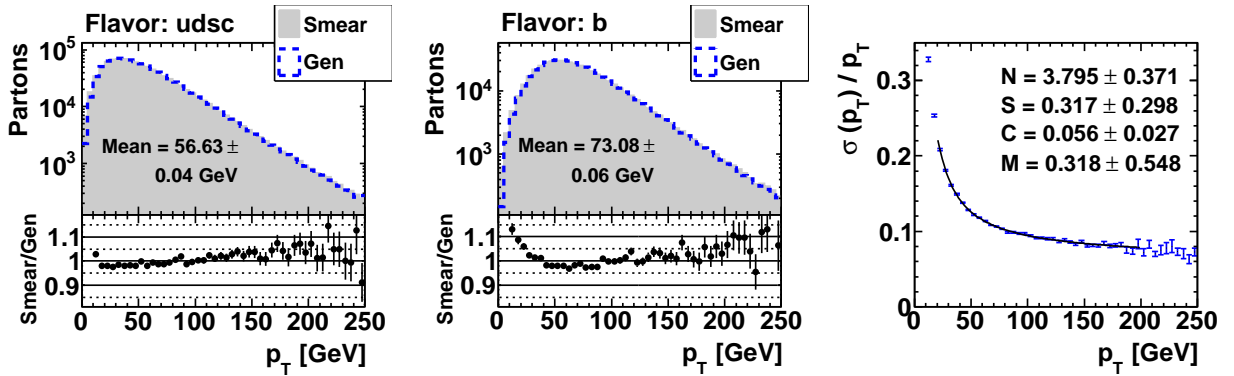 Flavor: udsc
Smear
Gen
Partons
10^5
10^4
10^3
Mean = 56.63 ±
0.04 GeV
Smear/Gen
1.1
1
0.9
0 50 100 150 200 250
p_T [GeV]
Flavor: b
Smear
Gen
Partons
10^4
10^3
Mean = 73.08 ±
0.06 GeV
Smear/Gen
1.1
1
0.9
0 50 100 150 200 250
p_T [GeV]
σ (p_T) / p_T
0.3
0.2
0.1
0
N = 3.795 ± 0.371
S = 0.317 ± 0.298
C = 0.056 ± 0.027
M = 0.318 ± 0.548
0 50 100 150 200 250
p_T [GeV]